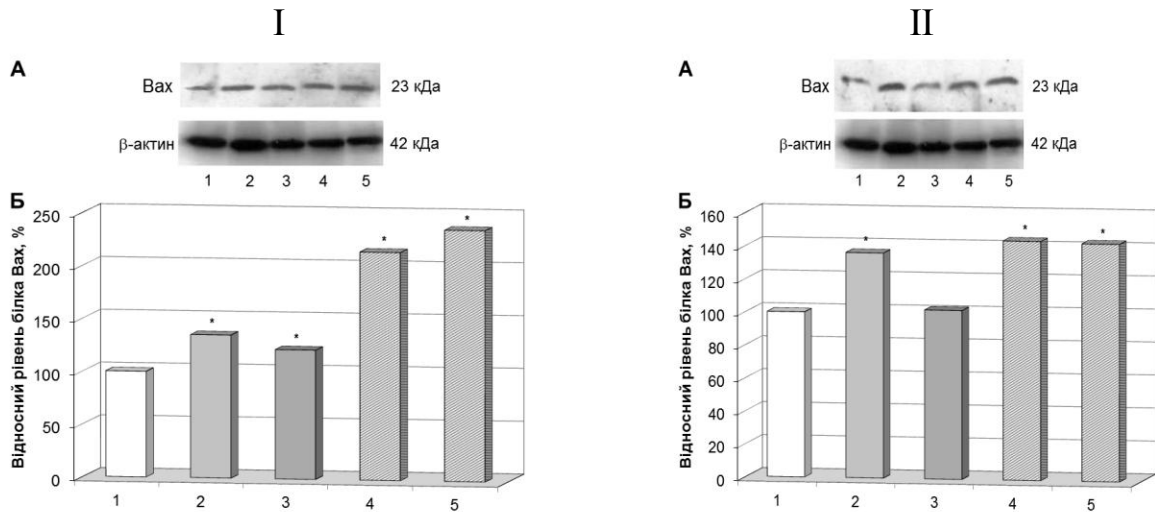 I
А
Bax
23 кДа
β-актин
42 кДа
1 2 3 4 5
Б
Відносний рівень білка Bax, %
250
200
150
100
50
0
* * * *
1 2 3 4 5
II
А
Bax
23 кДа
β-актин
42 кДа
1 2 3 4 5
Б
Відносний рівень білка Bax, %
160
140
120
100
80
60
40
20
0
* * *
1 2 3 4 5